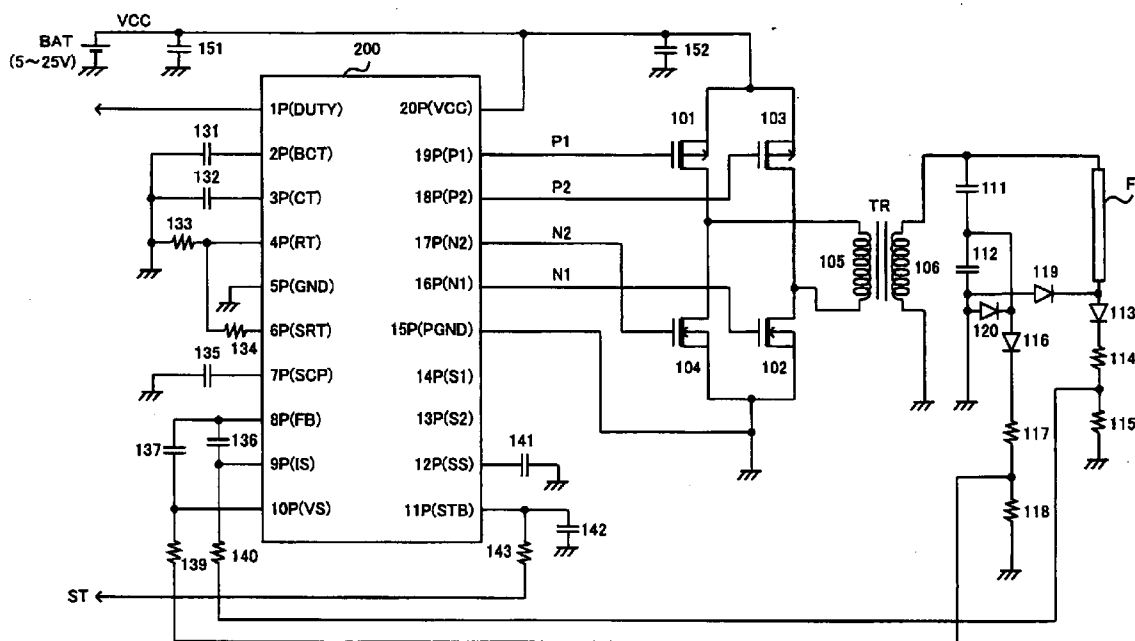 VCC
BAT
(5~25V)
151
152
200
1P(DUTY)
20P(VCC)
101
103
131
2P(BCT)
19P(P1)
P1
132
3P(CT)
18P(P2)
P2
111
F
133
4P(RT)
17P(N2)
N2
TR
105
106
112
119
5P(GND)
16P(N1)
N1
120
113
134
6P(SRT)
15P(PGND)
104
102
116
114
135
7P(SCP)
14P(S1)
8P(FB)
13P(S2)
115
137
136
141
117
9P(IS)
12P(SS)
10P(VS)
11P(STB)
118
139
140
143
142
ST